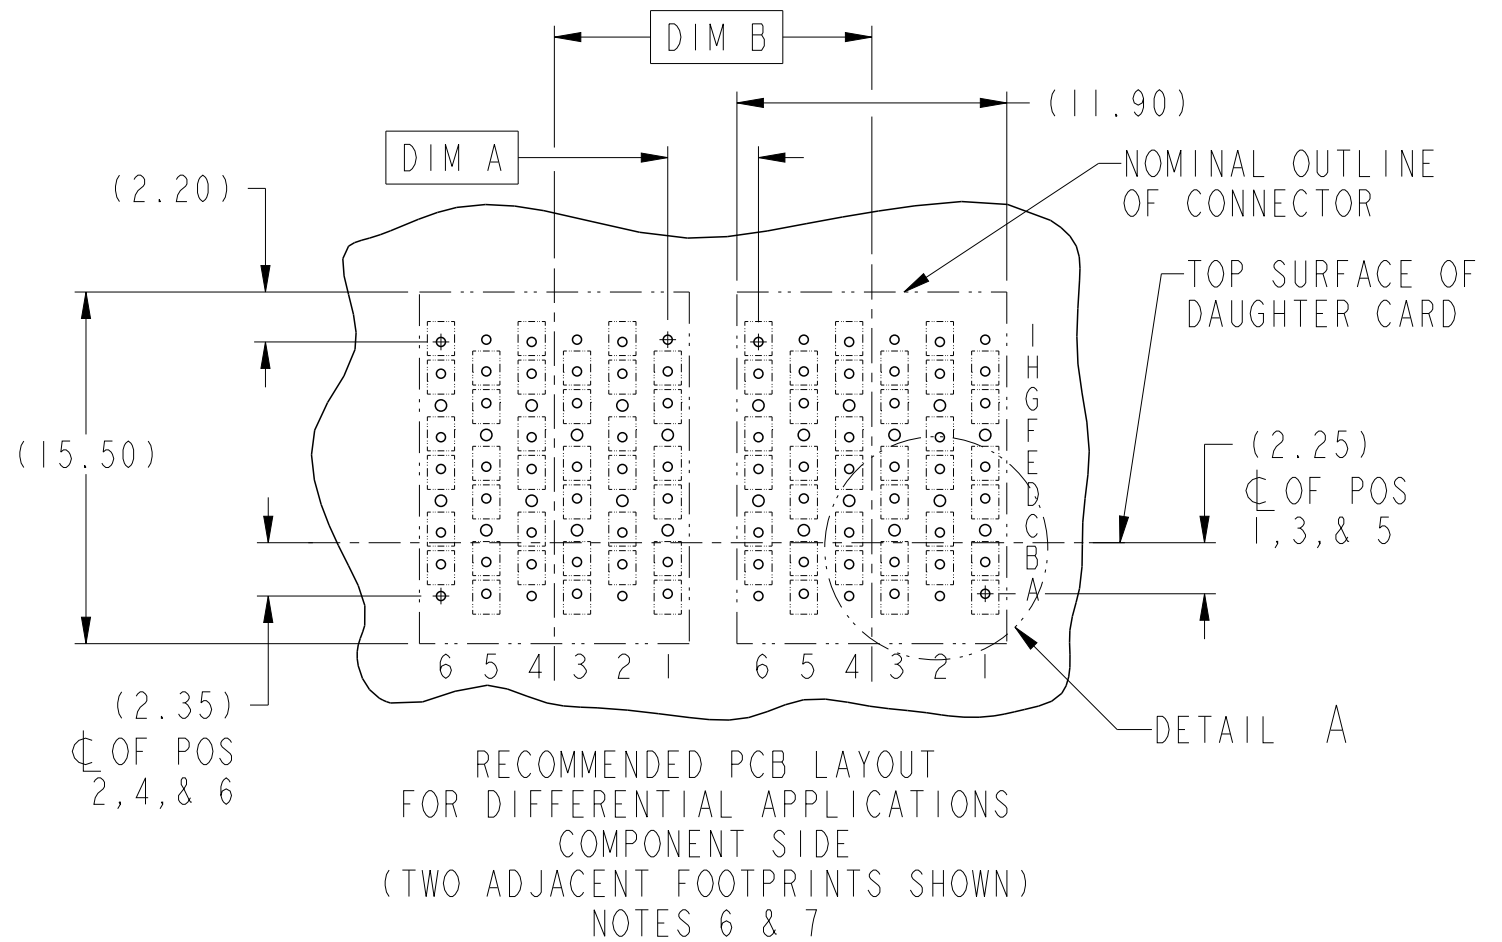 DIM B
(11.90)
DIM A
NOMINAL OUTLINE
OF CONNECTOR
(2.20)
TOP SURFACE OF
DAUGHTER CARD
I
H
G
F
E
D
C
B
A
(15.50)
(2.25)
℄ OF POS
1,3,& 5
6 5 4 3 2 1
6 5 4 3 2 1
(2.35)
℄ OF POS
2,4,& 6
DETAIL A
RECOMMENDED PCB LAYOUT
FOR DIFFERENTIAL APPLICATIONS
COMPONENT SIDE
(TWO ADJACENT FOOTPRINTS SHOWN)
NOTES 6 & 7